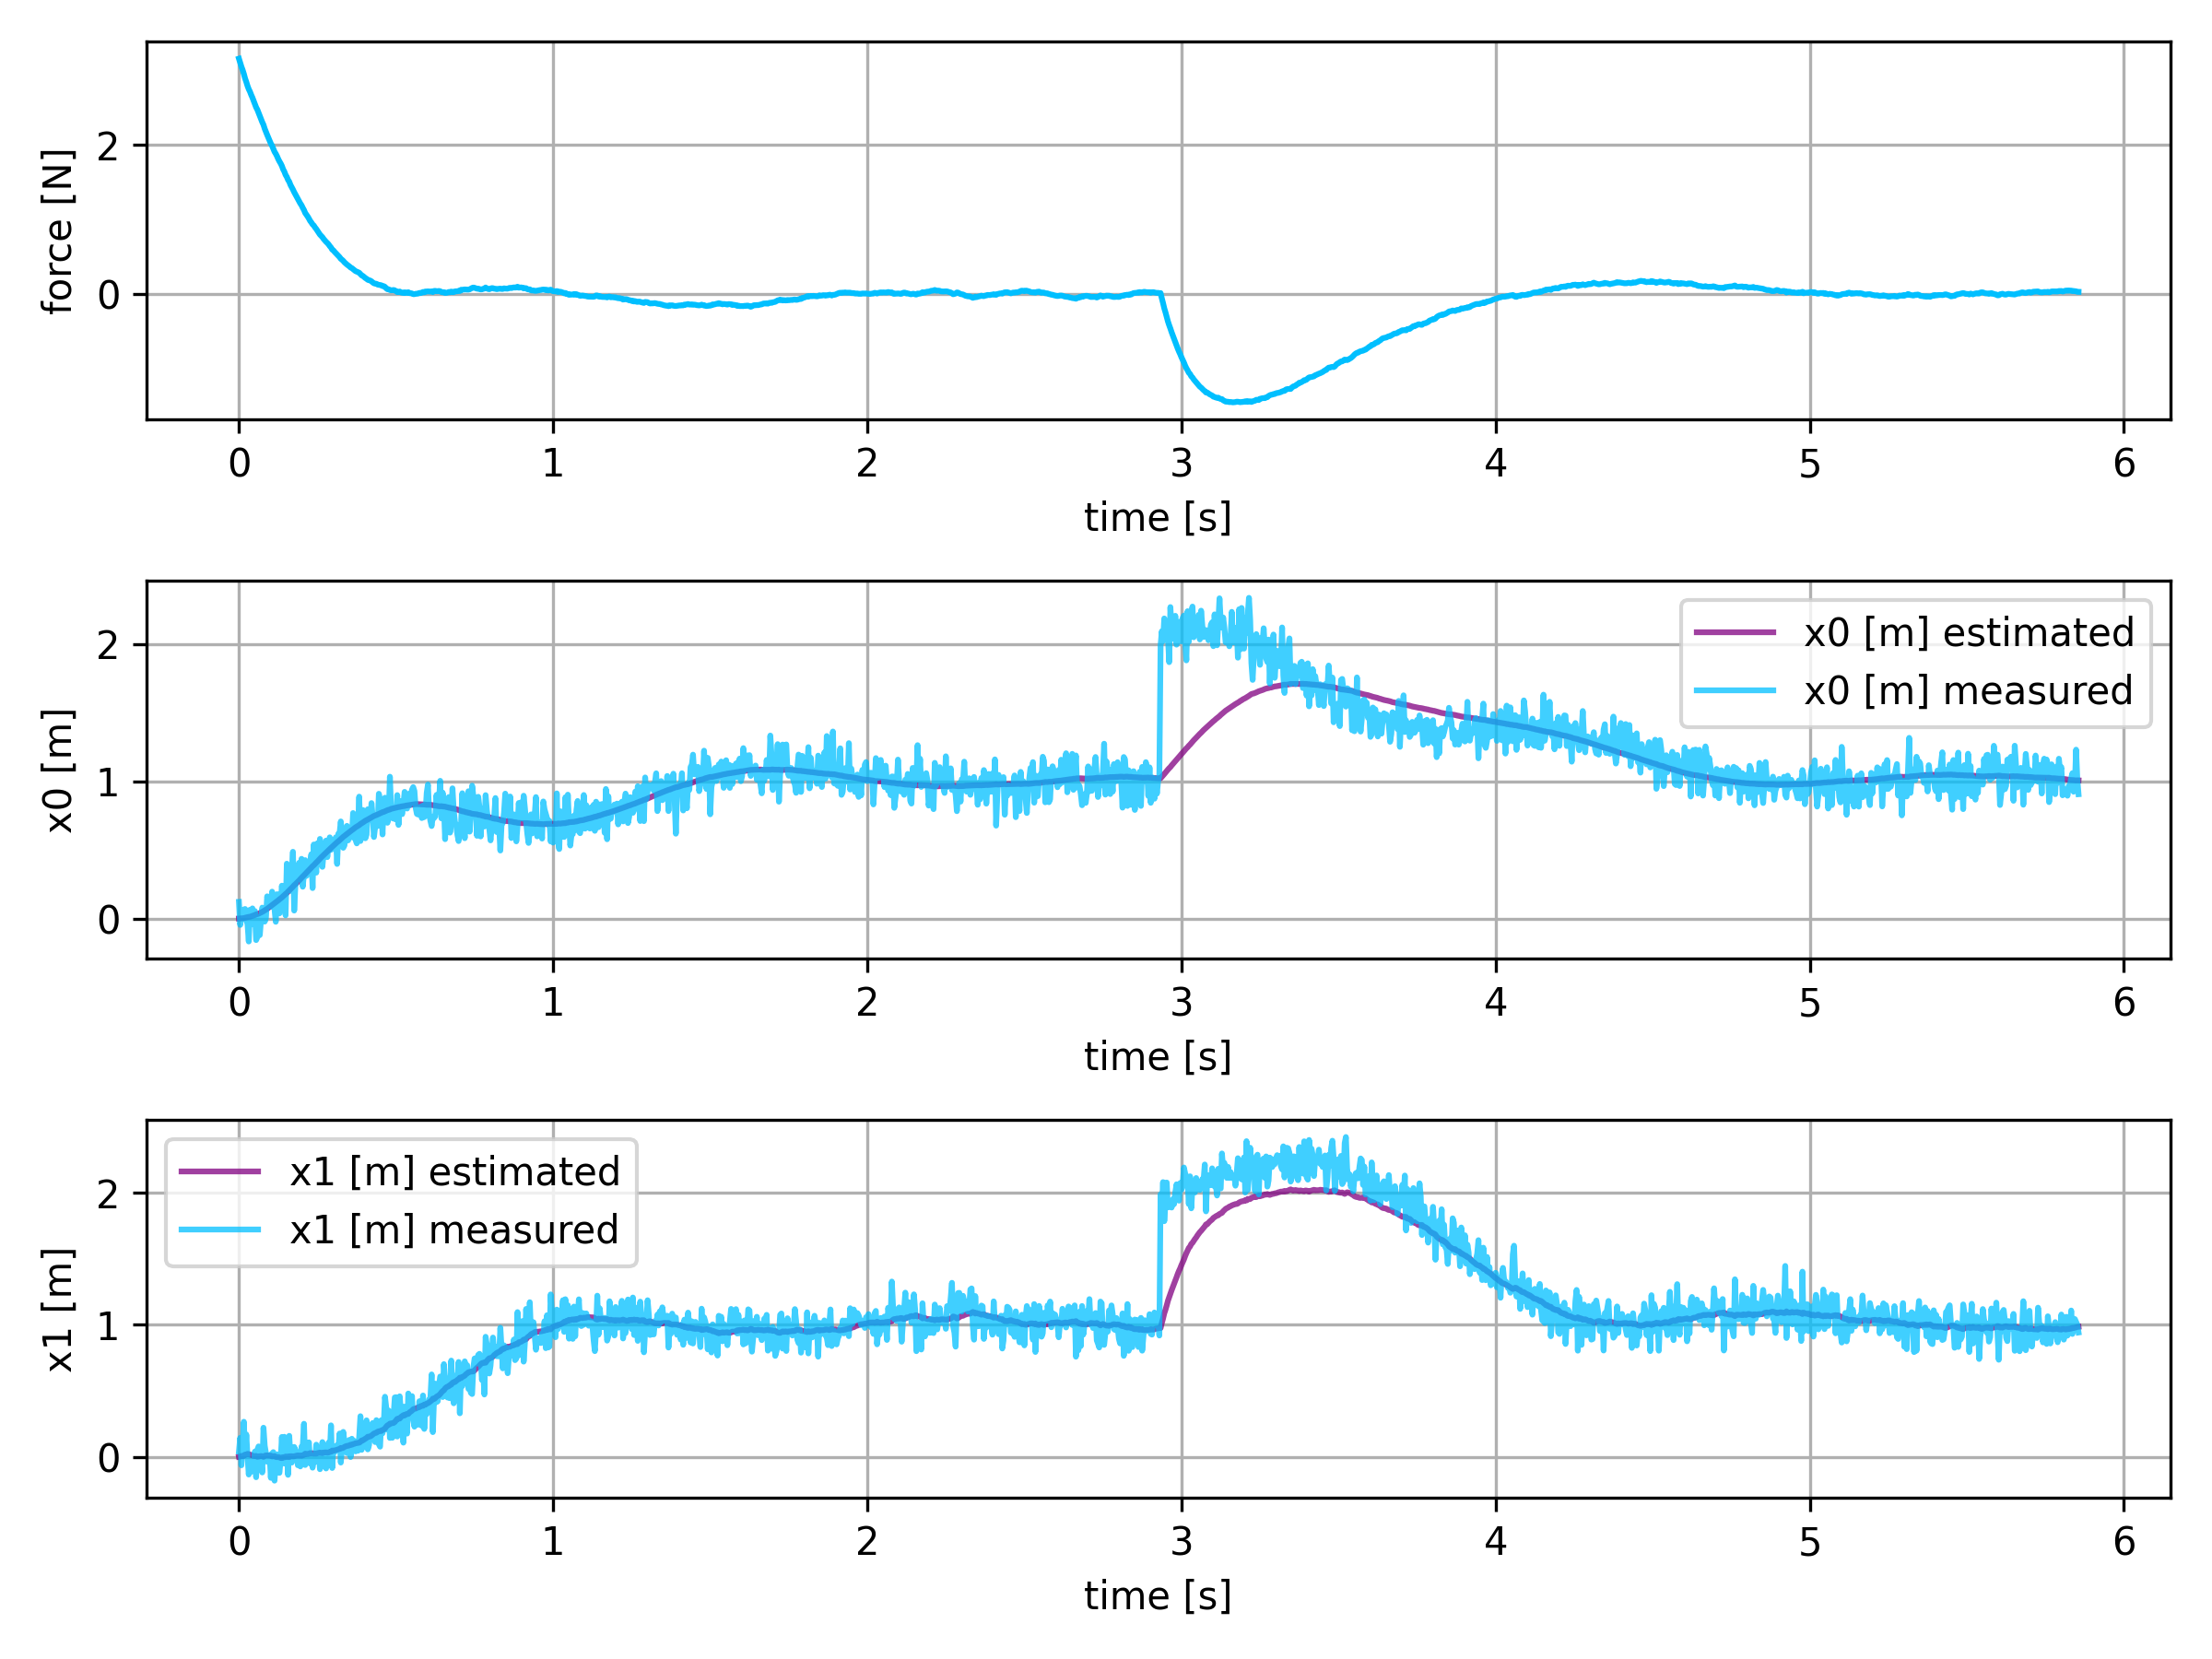 force [N]
2
0
0 1 2 3 4 5 6
time [s]
x0 [m]
2
1
0
x0 [m] estimated
x0 [m] measured
0 1 2 3 4 5 6
time [s]
x1 [m]
2
1
0
x1 [m] estimated
x1 [m] measured
0 1 2 3 4 5 6
time [s]